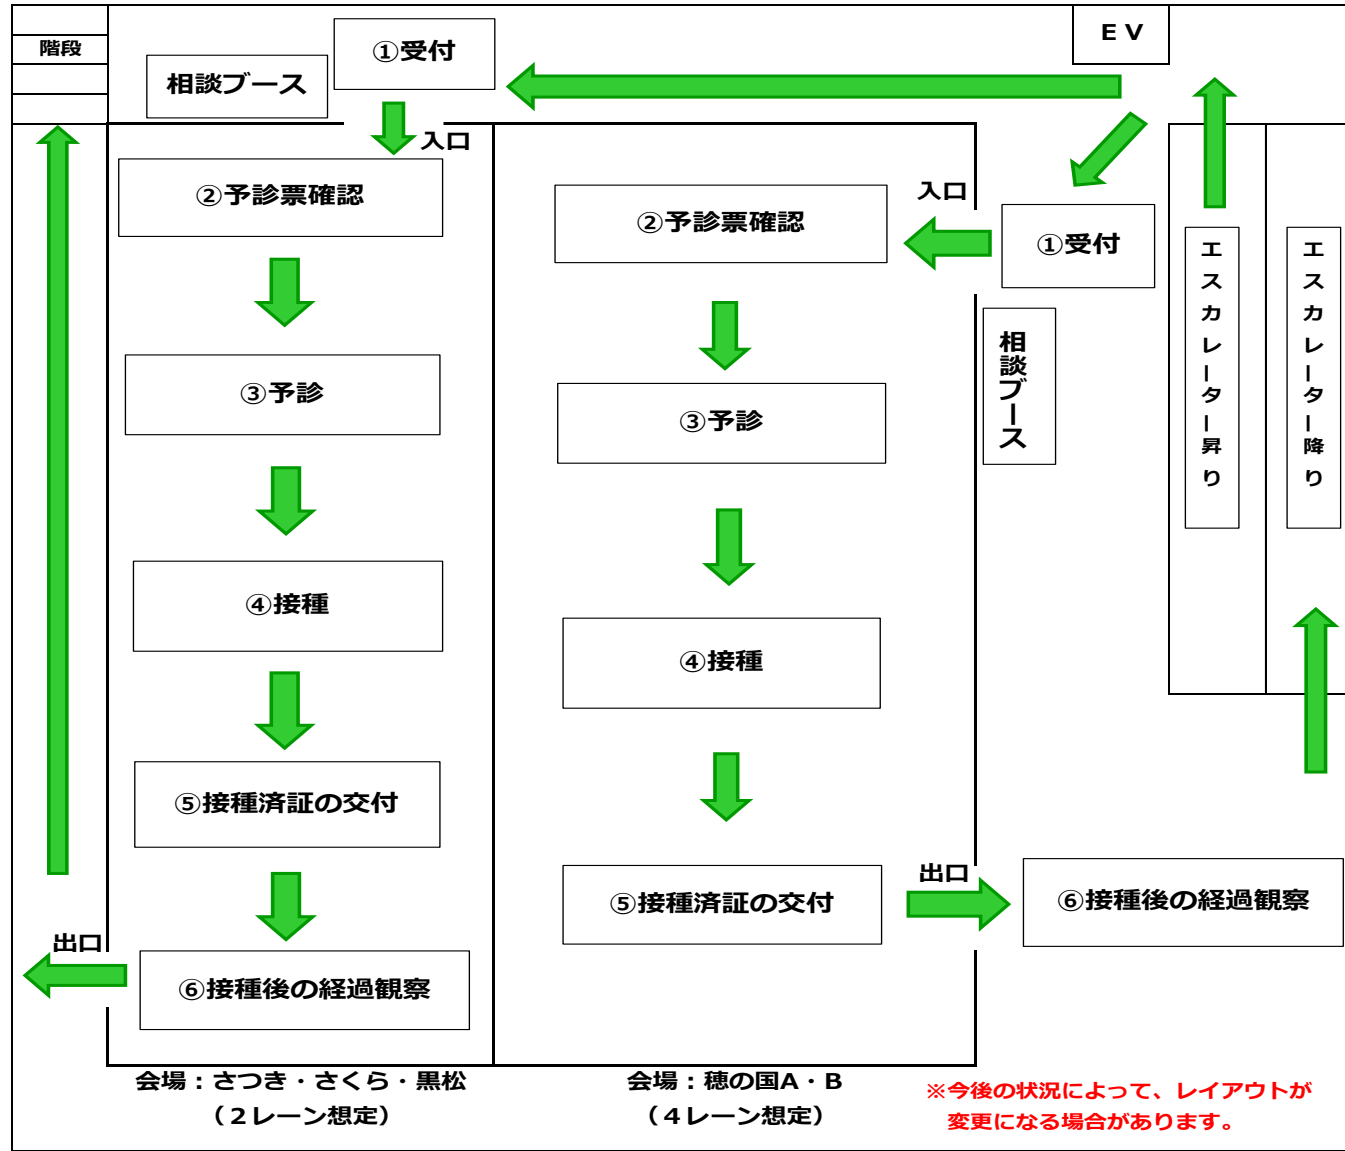 階段
相談ブース
①受付
ＥＶ
入口
②予診票確認
③予診
④接種
⑤接種済証の交付
⑥接種後の経過観察
出口
会場：さつき・さくら・黒松
（２レーン想定）
入口
①受付
相談ブース
②予診票確認
③予診
④接種
⑤接種済証の交付
出口
⑥接種後の経過観察
会場：穂の国A・B
（４レーン想定）
エスカレーター昇り
エスカレーター降り
※今後の状況によって、レイアウトが
変更になる場合があります。